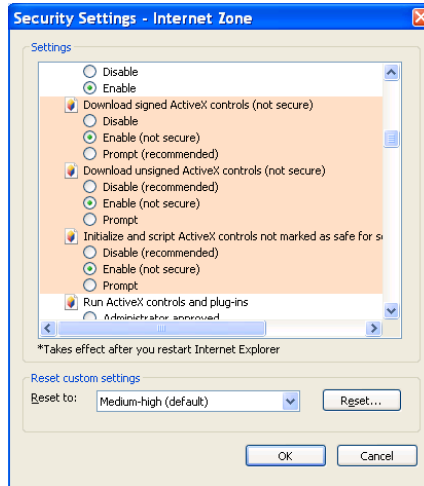 Security Settings - Internet Zone
Settings
Disable
Enable
Download signed ActiveX controls (not secure)
Disable
Enable (not secure)
Prompt (recommended)
Download unsigned ActiveX controls (not secure)
Disable (recommended)
Enable (not secure)
Prompt
Initialize and script ActiveX controls not marked as safe for
Disable (recommended)
Enable (not secure)
Prompt
Run ActiveX controls and plug-ins
Administrator approved
*Takes effect after you restart Internet Explorer
Reset custom settings
Reset to: Medium-high (default) Reset...
OK Cancel